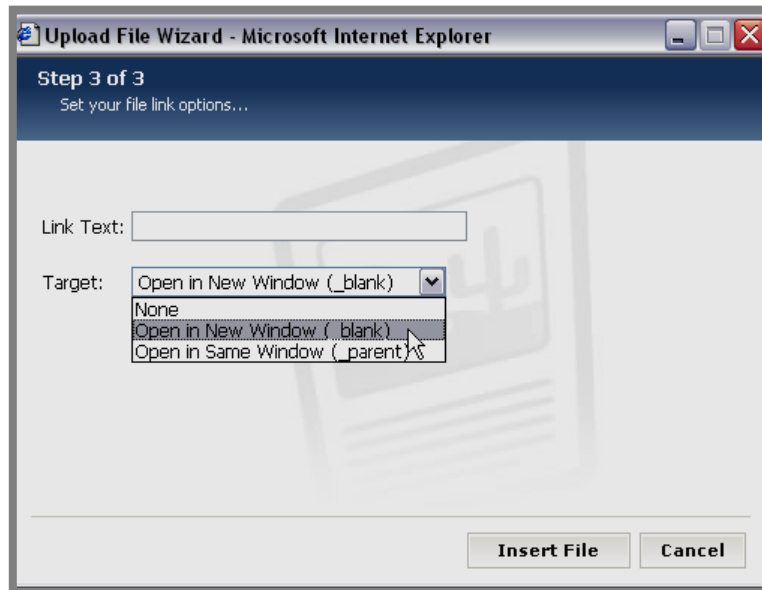 Upload File Wizard - Microsoft Internet Explorer
Step 3 of 3
Set your file link options...
Link Text:
Target: Open in New Window (_blank)
None
Open in New Window (_blank)
Open in Same Window (_parent)
Insert File Cancel